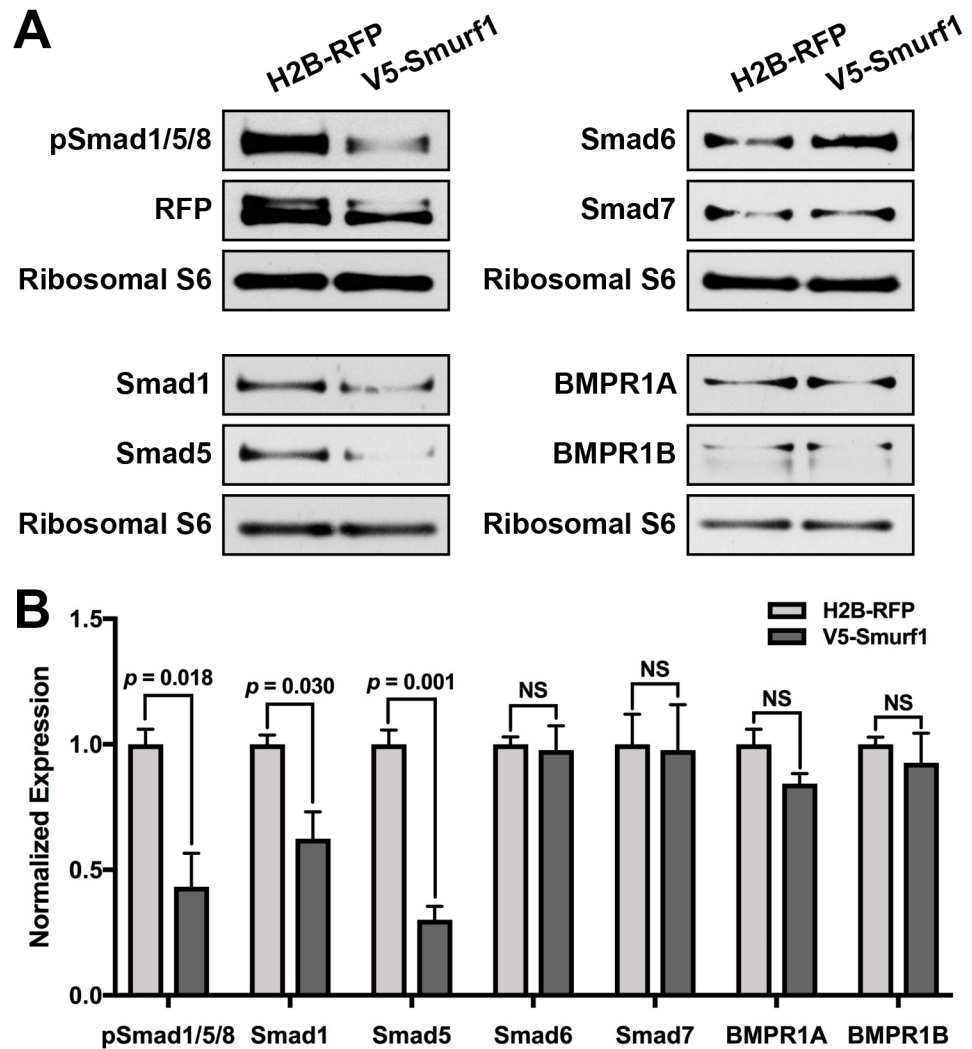 A
H2B-RFP V5-Smurf1
pSmad1/5/8
RFP
Ribosomal S6
Smad1
Smad5
Ribosomal S6
H2B-RFP V5-Smurf1
Smad6
Smad7
Ribosomal S6
BMPR1A
BMPR1B
Ribosomal S6
B
H2B-RFP
V5-Smurf1
Normalized Expression
1.5
1.0
0.5
0.0
p = 0.018
p = 0.030
p = 0.001
NS
NS
NS
NS
pSmad1/5/8 Smad1 Smad5 Smad6 Smad7 BMPR1A BMPR1B